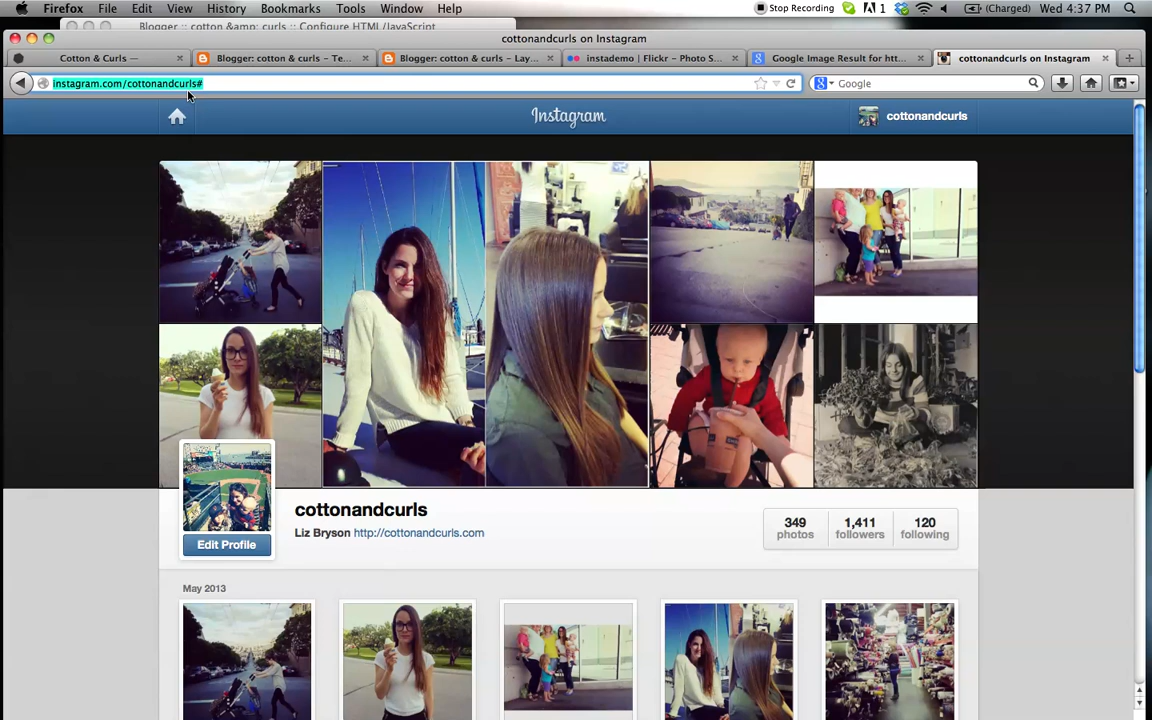 Firefox File Edit View History Bookmarks Tools Window Help
Stop Recording 1 (Charged) Wed 4:37 PM
Blogger :: cotton &amp; curls :: Configure HTML/JavaScript
cottonandcurls on Instagram
Cotton & Curls —
Blogger: cotton & curls – Te...
Blogger: cotton & curls – Lay...
instademo | Flickr – Photo S...
Google Image Result for htt...
cottonandcurls on Instagram
instagram.com/cottonandcurls#
Google
Instagram
cottonandcurls
cottonandcurls
Liz Bryson http://cottonandcurls.com
Edit Profile
349 photos
1,411 followers
120 following
May 2013